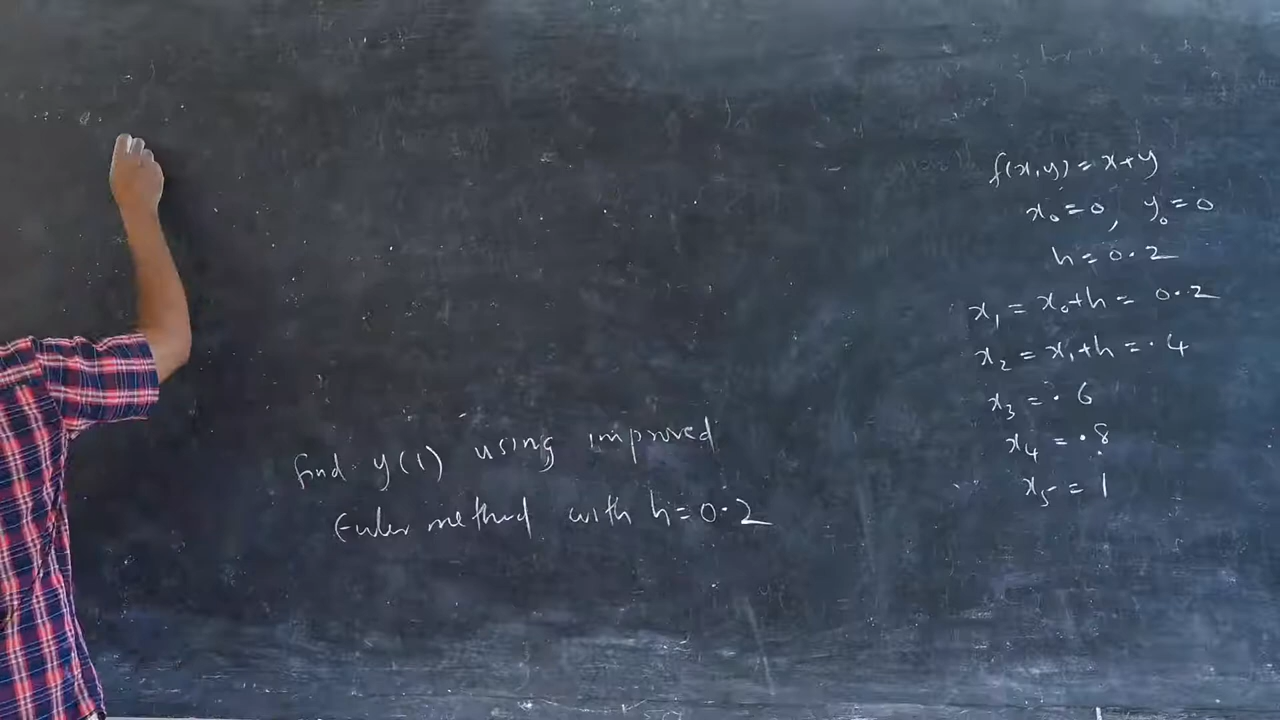 find y(1) using improved
Euler method with h=0.2
f(x,y) = x+y
x₀=0, y₀=0
h=0.2
x₁ = x₀+h = 0.2
x₂ = x₁+h = .4
x₃ = .6
x₄ = .8
x₅ = 1